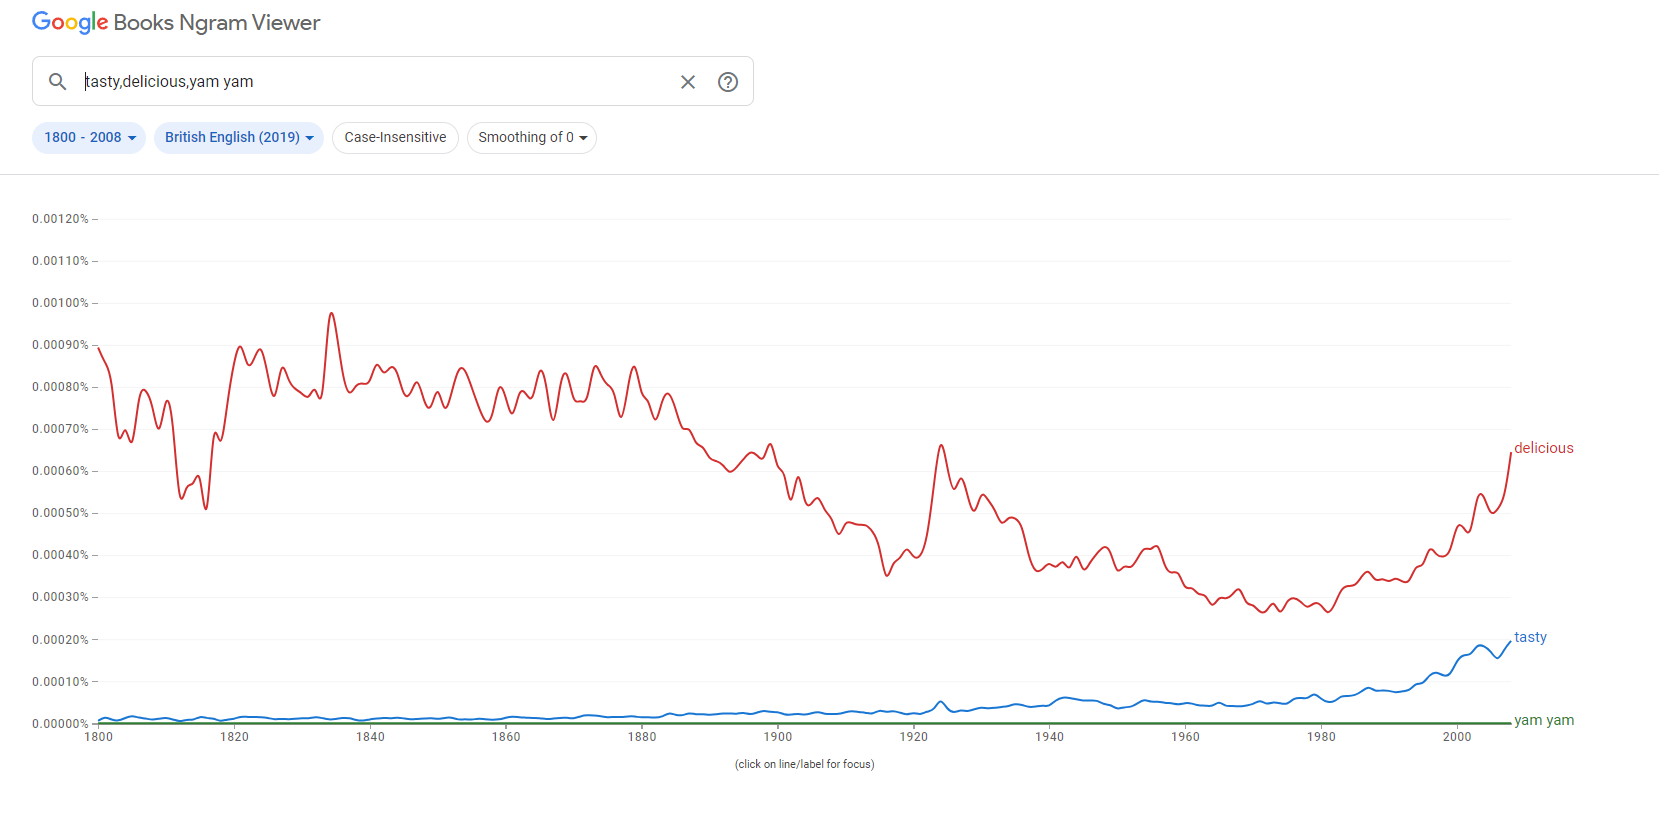 Google Books Ngram Viewer
tasty,delicious,yam yam
1800 - 2008 British English (2019) Case-Insensitive Smoothing of 0
0.00120%
0.00110%
0.00100%
0.00090%
0.00080%
0.00070%
0.00060%
0.00050%
0.00040%
0.00030%
0.00020%
0.00010%
0.00000%
delicious
tasty
yam yam
1800 1820 1840 1860 1880 1900 1920 1940 1960 1980 2000
(click on line/label for focus)